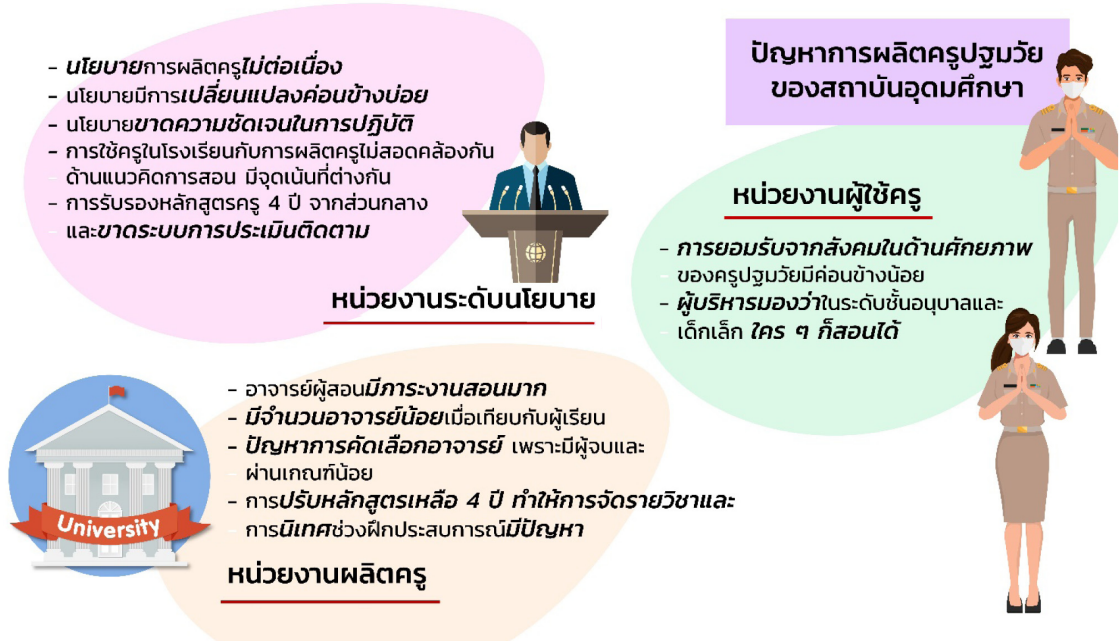 ปัญหาการผลิตครูปฐมวัย
ของสถาบันอุดมศึกษา
- นโยบายการผลิตครูไม่ต่อเนื่อง
- นโยบายมีการเปลี่ยนแปลงค่อนข้างบ่อย
- นโยบายขาดความชัดเจนในการปฏิบัติ
- การใช้ครูในโรงเรียนกับการผลิตครูไม่สอดคล้องกัน
ด้านแนวคิดการสอน มีจุดเน้นที่ต่างกัน
- การรับรองหลักสูตรครู 4 ปี จากส่วนกลาง
และขาดระบบการประเมินติดตาม
หน่วยงานระดับนโยบาย
หน่วยงานผู้ใช้ครู
- การยอมรับจากสังคมในด้านศักยภาพ
ของครูปฐมวัยมีค่อนข้างน้อย
- ผู้บริหารมองว่าในระดับชั้นอนุบาลและ
เด็กเล็ก ใคร ๆ ก็สอนได้
- อาจารย์ผู้สอนมีภาระงานสอนมาก
- มีจำนวนอาจารย์น้อยเมื่อเทียบกับผู้เรียน
- ปัญหาการคัดเลือกอาจารย์ เพราะมีผู้จบและ
ผ่านเกณฑ์น้อย
- การปรับหลักสูตรเหลือ 4 ปี ทำให้การจัดรายวิชาและ
การนิเทศช่วงฝึกประสบการณ์มีปัญหา
University
หน่วยงานผลิตครู